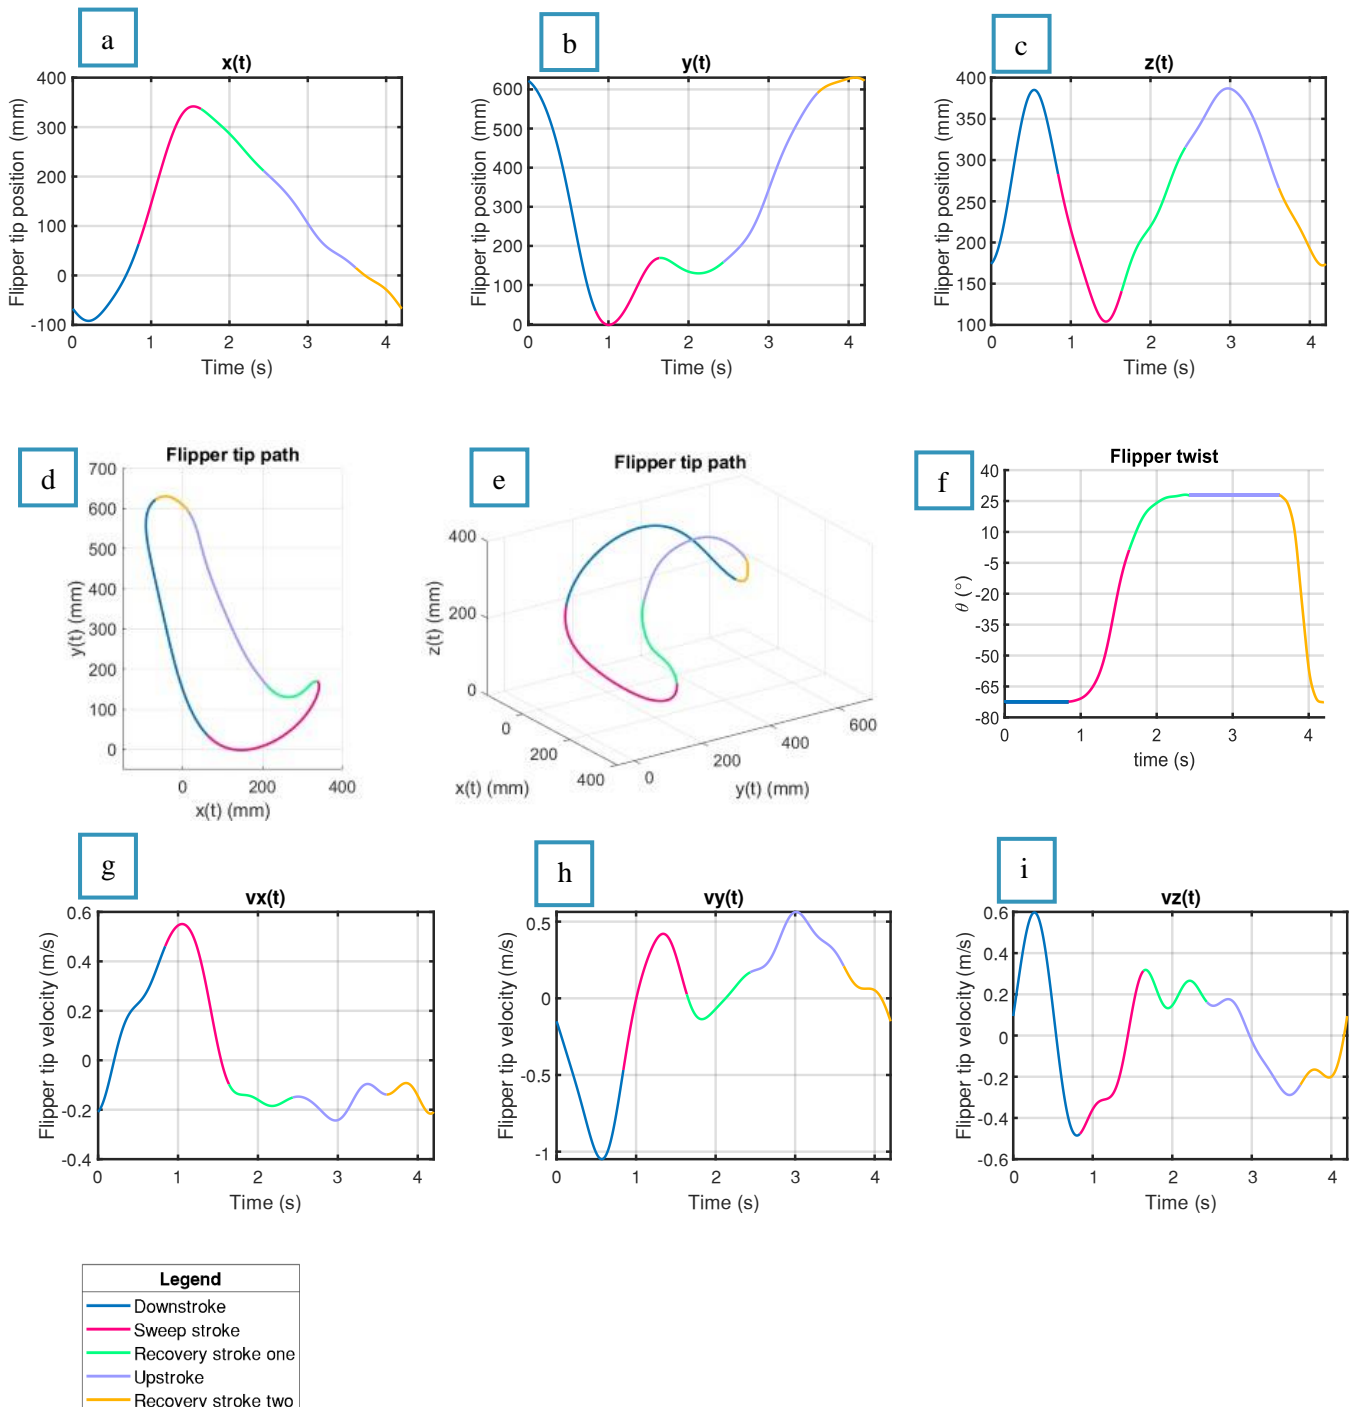 a
x(t)
Flipper tip position (mm)
400
300
200
100
0
-100
0 1 2 3 4
Time (s)
b
y(t)
Flipper tip position (mm)
600
500
400
300
200
100
0
0 1 2 3 4
Time (s)
c
z(t)
Flipper tip position (mm)
400
350
300
250
200
150
100
0 1 2 3 4
Time (s)
d
Flipper tip path
y(t) (mm)
700
600
500
400
300
200
100
0
0 200 400
x(t) (mm)
e
Flipper tip path
z(t) (mm)
400
200
0
0
200
400
x(t) (mm)
0
200
400
600
y(t) (mm)
f
Flipper twist
θ (°)
40
25
10
-5
-20
-35
-50
-65
-80
0 1 2 3 4
time (s)
g
vx(t)
Flipper tip velocity (m/s)
0.6
0.4
0.2
0
-0.2
-0.4
0 1 2 3 4
Time (s)
h
vy(t)
Flipper tip velocity (m/s)
0.5
0
-0.5
-1
0 1 2 3 4
Time (s)
i
vz(t)
Flipper tip velocity (m/s)
0.6
0.4
0.2
0
-0.2
-0.4
-0.6
0 1 2 3 4
Time (s)
Legend
Downstroke
Sweep stroke
Recovery stroke one
Upstroke
Recovery stroke two